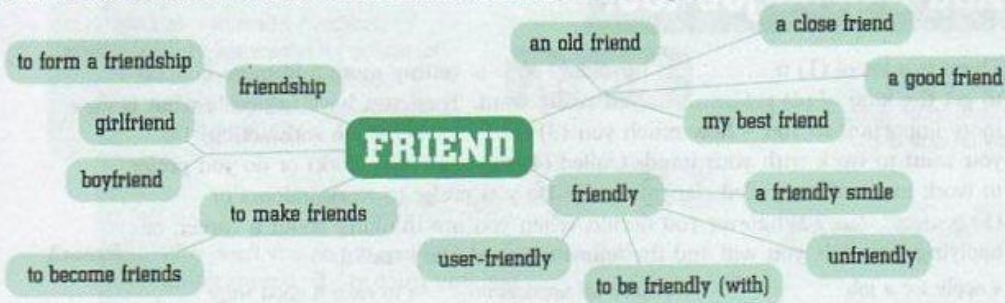 to form a friendship
friendship
girlfriend
boyfriend
to make friends
to become friends
FRIEND
an old friend
a close friend
a good friend
my best friend
friendly
a friendly smile
unfriendly
to be friendly (with)
user-friendly